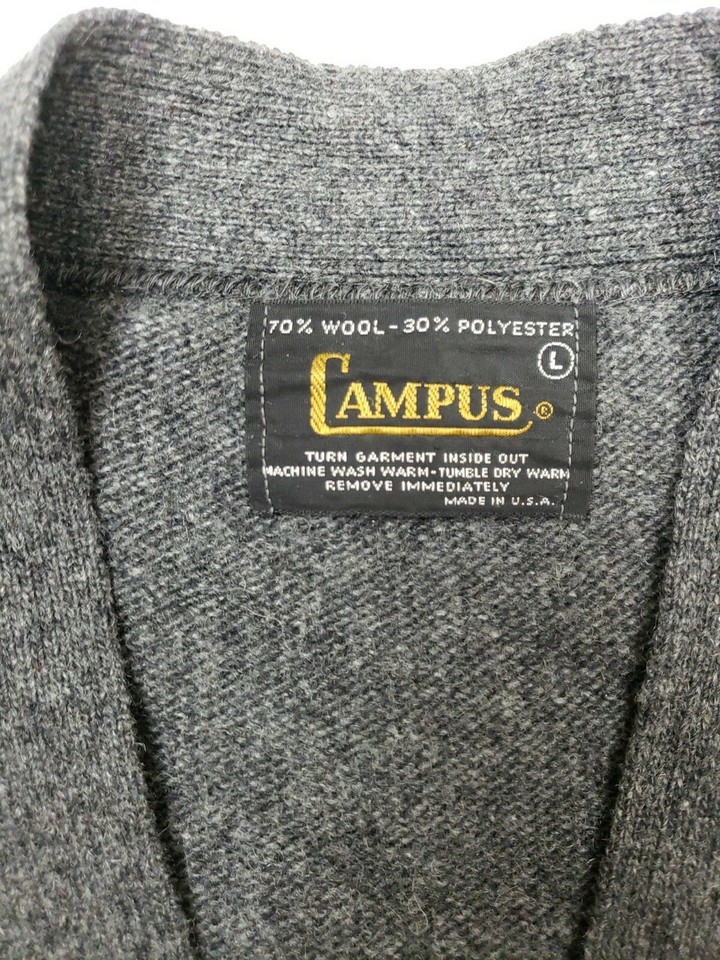 70% WOOL - 30% POLYESTER
L
CAMPUS ®
TURN GARMENT INSIDE OUT
MACHINE WASH WARM - TUMBLE DRY WARM
REMOVE IMMEDIATELY
MADE IN U.S.A.